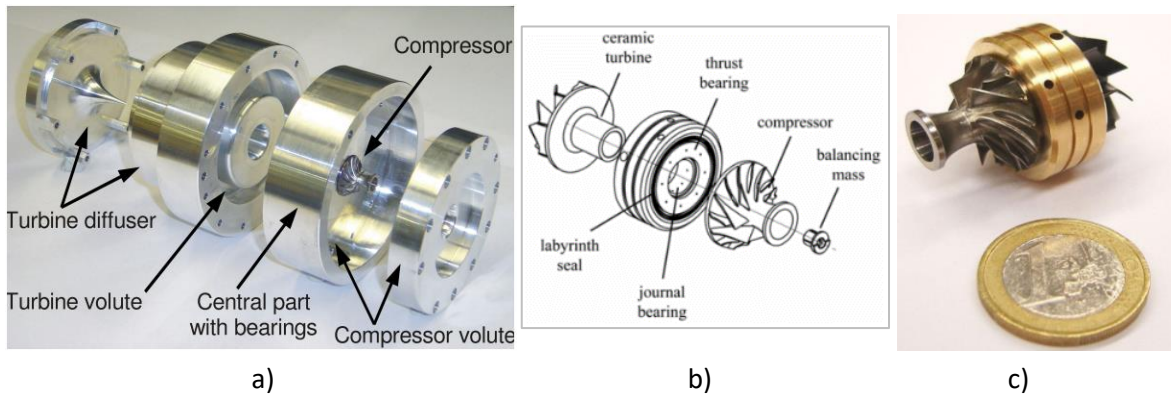 Compressor
Turbine diffuser
Turbine volute
Central part
with bearings
Compressor volute
ceramic
turbine
thrust
bearing
compressor
balancing
mass
labyrinth
seal
journal
bearing
1
a)
b)
c)